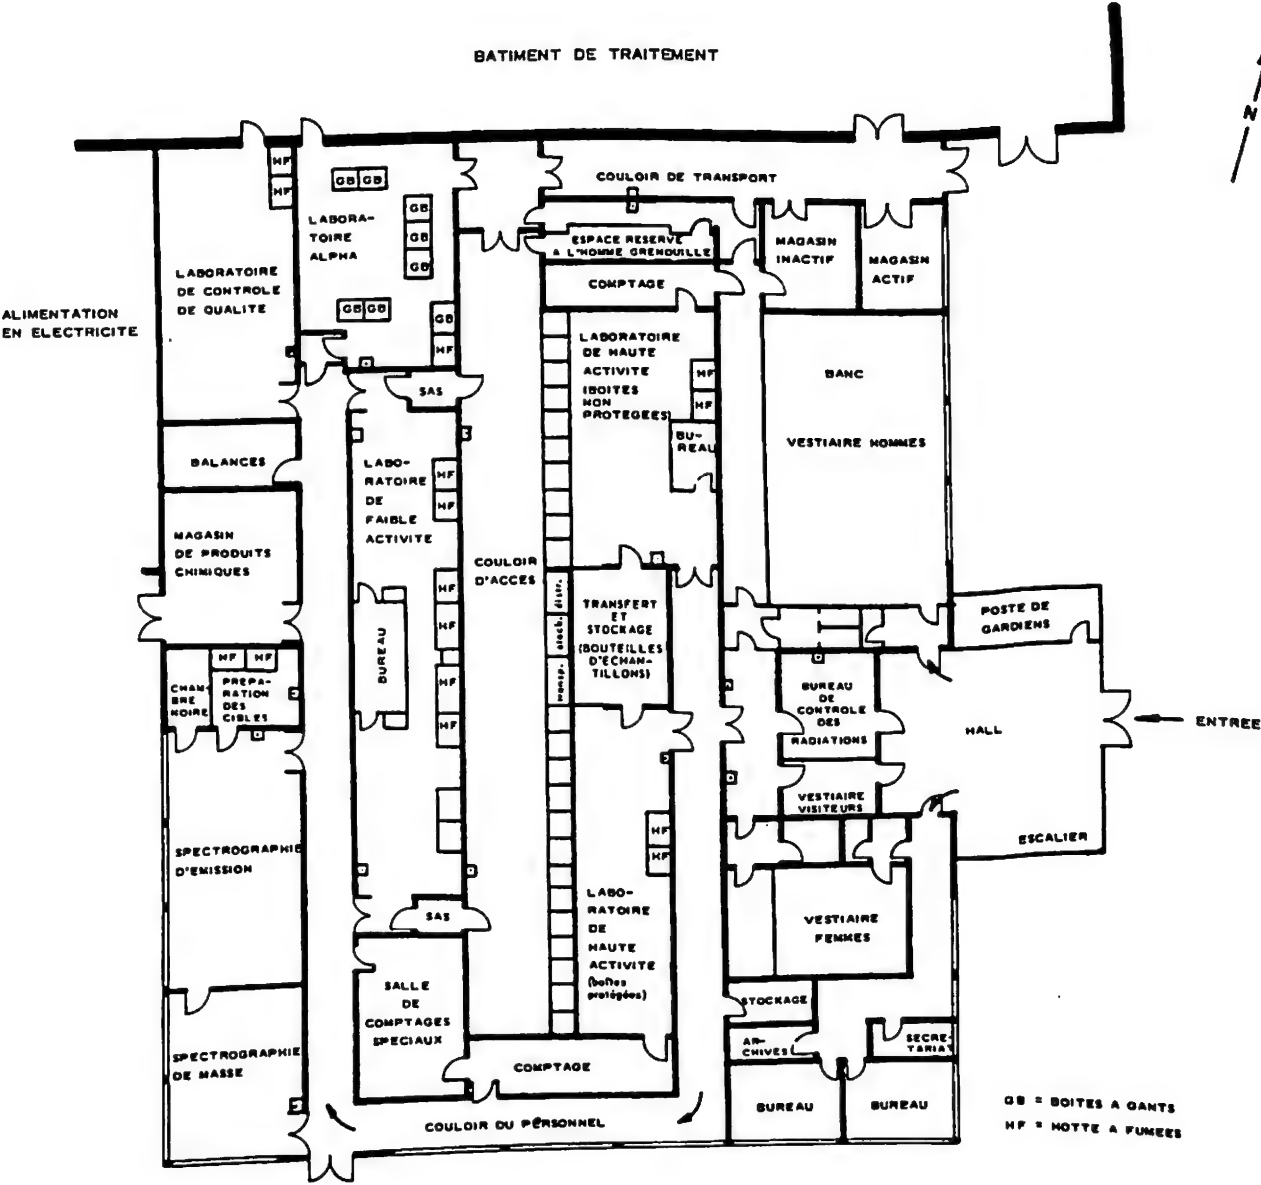 BATIMENT DE TRAITEMENT
N
COULOIR DE TRANSPORT
HF
HF
GB GB
GB
GB
GB
GB GB
GB
HF
LABORA-
TOIRE
ALPHA
ESPACE RESERVE
A L'HOMME GRENOUILLE
MAGASIN
INACTIF
MAGASIN
ACTIF
LABORATOIRE
DE CONTROLE
DE QUALITE
COMPTAGE
ALIMENTATION
EN ELECTRICITE
LABORATOIRE
DE HAUTE
ACTIVITE
(BOITES
NON
PROTEGEES)
HF
HF
BU-
REAU
BANC
VESTIAIRE HOMMES
SAS
BALANCES
LABO-
RATOIRE
DE
FAIBLE
ACTIVITE
HF
HF
MAGASIN
DE PRODUITS
CHIMIQUES
COULOIR
D'ACCES
distr.
stock.
transp.
TRANSFERT
ET
STOCKAGE
(BOUTEILLES
D'ECHAN-
TILLONS)
HF
HF
HF
HF
BUREAU
POSTE DE
GARDIENS
HF HF
CHAM-
BRE
NOIRE
PREPA-
RATION
DES
CIBLES
BUREAU
DE
CONTROLE
DES
RADIATIONS
HALL
ENTREE
VESTIAIRE
VISITEURS
ESCALIER
HF
HF
SPECTROGRAPHIE
D'EMISSION
LABO-
RATOIRE
DE
HAUTE
ACTIVITE
(boîtes
protégées)
SAS
VESTIAIRE
FEMMES
SALLE
DE
COMPTAGES
SPECIAUX
STOCKAGE
AR-
CHIVES
SECRE-
TARIAT
SPECTROGRAPHIE
DE MASSE
COMPTAGE
BUREAU
BUREAU
COULOIR DU PERSONNEL
GB = BOITES A GANTS
HF = HOTTE A FUMEES